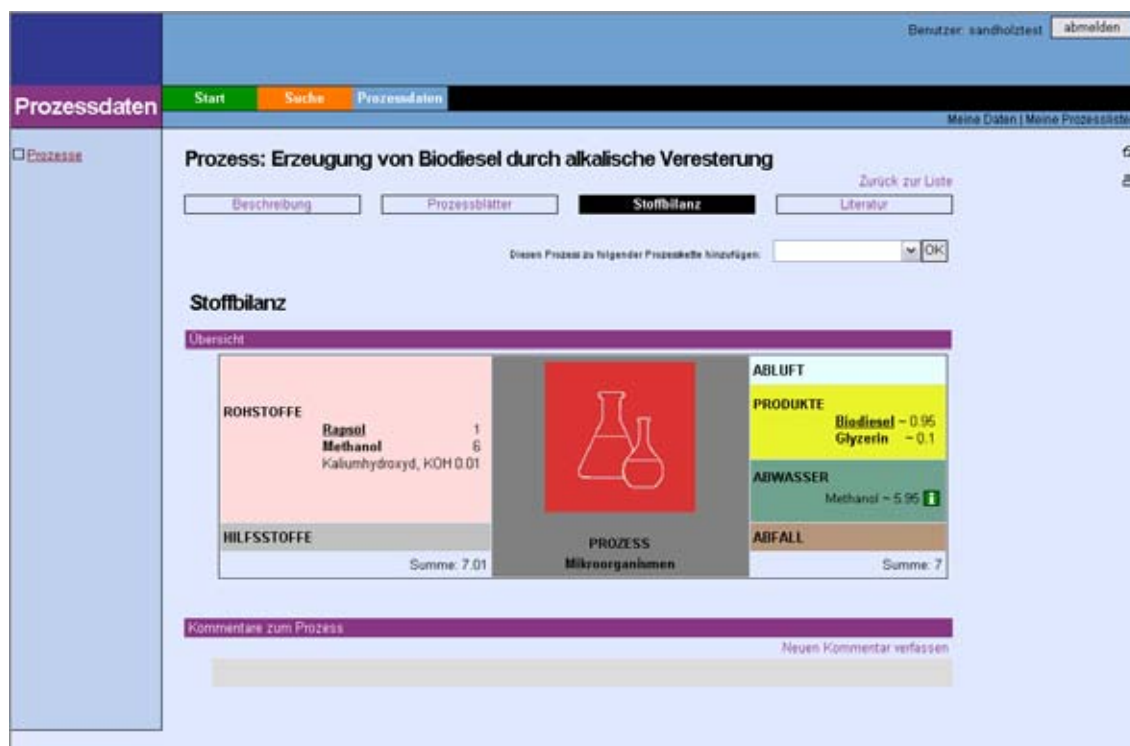 Benutzer: sandholztest abmelden
Prozessdaten
Start Suche Prozessdaten
Meine Daten | Meine Prozessliste
Prozesse
Prozess: Erzeugung von Biodiesel durch alkalische Veresterung
Zurück zur Liste
Beschreibung Prozessblätter Stoffbilanz Literatur
Diesen Prozess zu folgender Prozesskette hinzufügen: OK
Stoffbilanz
Übersicht
ROHSTOFFE
Rapsöl 1
Methanol 6
Kaliumhydroxyd, KOH 0.01
HILFSSTOFFE
Summe: 7.01
PROZESS
Mikroorganismen
ABLUFT
PRODUKTE
Biodiesel ~ 0.95
Glyzerin ~ 0.1
ABWASSER
Methanol ~ 5.95 i
ABFALL
Summe: 7
Kommentare zum Prozess
Neuen Kommentar verfassen